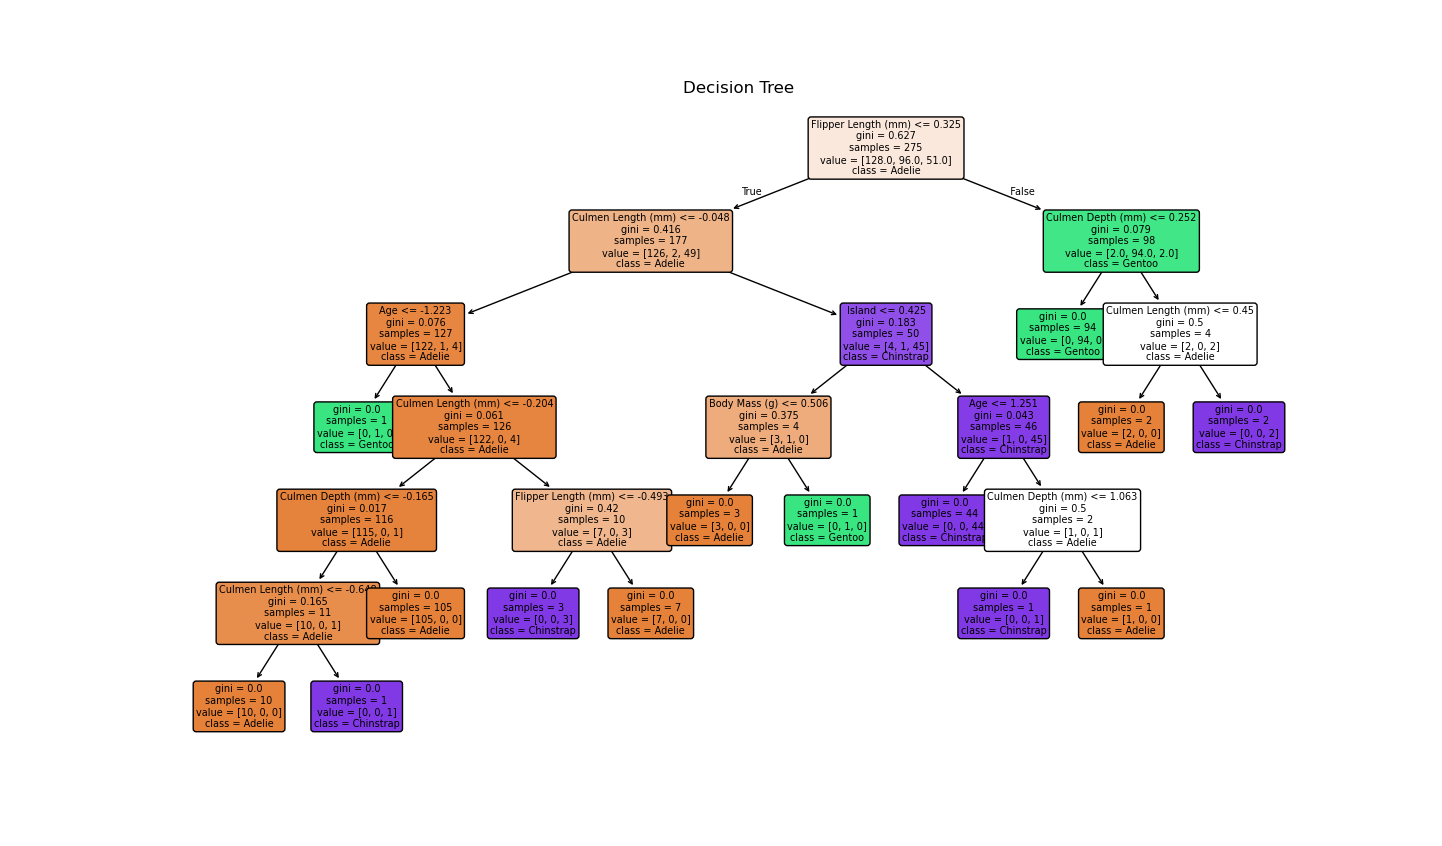 Decision Tree
Flipper Length (mm) <= 0.325
gini = 0.627
samples = 275
value = [128.0, 96.0, 51.0]
class = Adelie
True
False
Culmen Length (mm) <= -0.048
gini = 0.416
samples = 177
value = [126, 2, 49]
class = Adelie
Culmen Depth (mm) <= 0.252
gini = 0.079
samples = 98
value = [2.0, 94.0, 2.0]
class = Gentoo
Age <= -1.223
gini = 0.076
samples = 127
value = [122, 1, 4]
class = Adelie
Island <= 0.425
gini = 0.183
samples = 50
value = [4, 1, 45]
class = Chinstrap
gini = 0.0
samples = 94
value = [0, 94, 0
class = Gentoo
Culmen Length (mm) <= 0.45
gini = 0.5
samples = 4
value = [2, 0, 2]
class = Adelie
gini = 0.0
samples = 1
value = [0, 1, 0
class = Gentoo
Culmen Length (mm) <= -0.204
gini = 0.061
samples = 126
value = [122, 0, 4]
class = Adelie
Body Mass (g) <= 0.506
gini = 0.375
samples = 4
value = [3, 1, 0]
class = Adelie
Age <= 1.251
gini = 0.043
samples = 46
value = [1, 0, 45]
class = Chinstrap
gini = 0.0
samples = 2
value = [2, 0, 0]
class = Adelie
gini = 0.0
samples = 2
value = [0, 0, 2]
class = Chinstrap
Culmen Depth (mm) <= -0.165
gini = 0.017
samples = 116
value = [115, 0, 1]
class = Adelie
Flipper Length (mm) <= -0.493
gini = 0.42
samples = 10
value = [7, 0, 3]
class = Adelie
gini = 0.0
samples = 3
value = [3, 0, 0]
class = Adelie
gini = 0.0
samples = 1
value = [0, 1, 0]
class = Gentoo
gini = 0.0
samples = 44
value = [0, 0, 44
class = Chinstrap
Culmen Depth (mm) <= 1.063
gini = 0.5
samples = 2
value = [1, 0, 1]
class = Adelie
Culmen Length (mm) <=
gini = 0.165
samples = 11
value = [10, 0, 1]
class = Adelie
gini = 0.0
samples = 105
value = [105, 0, 0]
class = Adelie
gini = 0.0
samples = 3
value = [0, 0, 3]
class = Chinstrap
gini = 0.0
samples = 7
value = [7, 0, 0]
class = Adelie
gini = 0.0
samples = 1
value = [0, 0, 1]
class = Chinstrap
gini = 0.0
samples = 1
value = [1, 0, 0]
class = Adelie
gini = 0.0
samples = 10
value = [10, 0, 0]
class = Adelie
gini = 0.0
samples = 1
value = [0, 0, 1]
class = Chinstrap